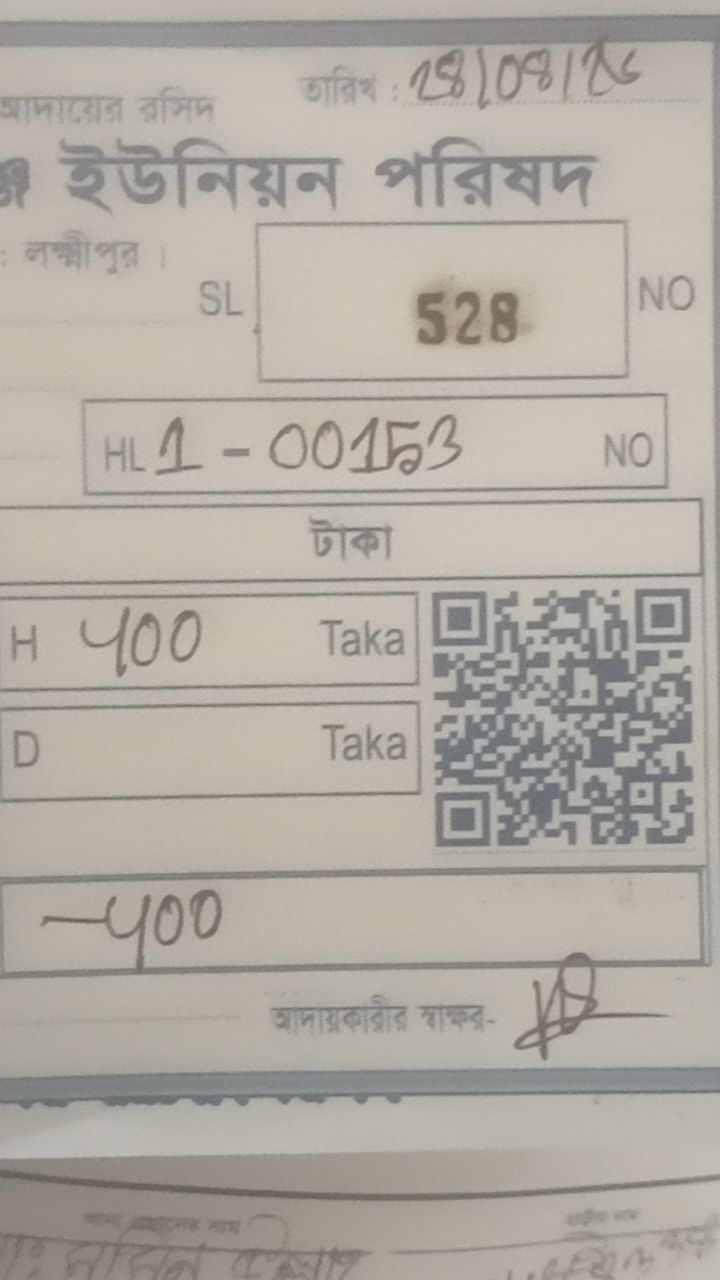 আদায়ের রসিদ তারিখ : 28/08/
ইউনিয়ন পরিষদ
: লক্ষ্মীপুর ।
SL 528 NO
HL 1 - 00153 NO
টাকা
H 400 Taka
D Taka
-400
আদায়কারীর স্বাক্ষর-